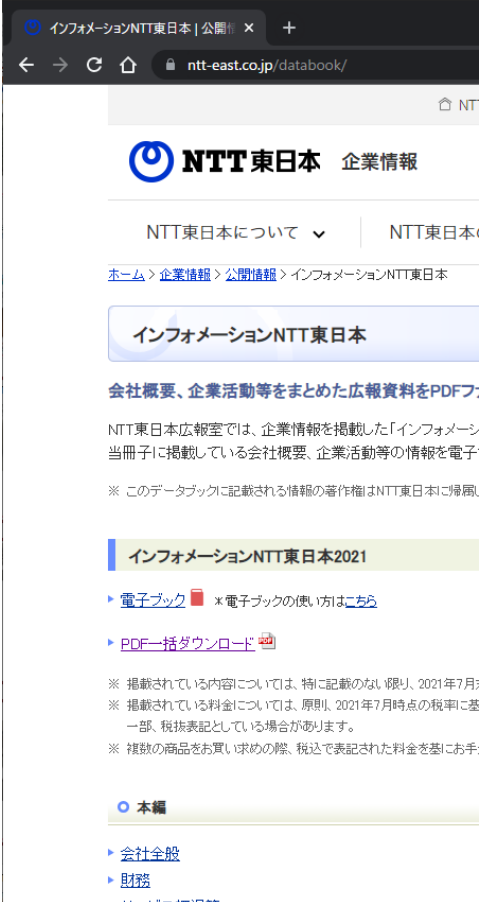 インフォメーションNTT東日本 | 公開情
ntt-east.co.jp/databook/
NTT
NTT東日本 企業情報
NTT東日本について
NTT東日本の
ホーム > 企業情報 > 公開情報 > インフォメーションNTT東日本
インフォメーションNTT東日本
会社概要、企業活動等をまとめた広報資料をPDFフ
NTT東日本広報室では、企業情報を掲載した「インフォメーシ
当冊子に掲載している会社概要、企業活動等の情報を電子
※ このデータブックに記載される情報の著作権はNTT東日本に帰属
インフォメーションNTT東日本2021
電子ブック ※電子ブックの使い方はこちら
PDF一括ダウンロード PDF
※ 掲載されている内容については、特に記載のない限り、2021年7月
※ 掲載されている料金については、原則、2021年7月時点の税率に基
一部、税抜表記としている場合があります。
※ 複数の商品をお買い求めの際、税込で表記された料金を基にお手
本編
会社全般
財務